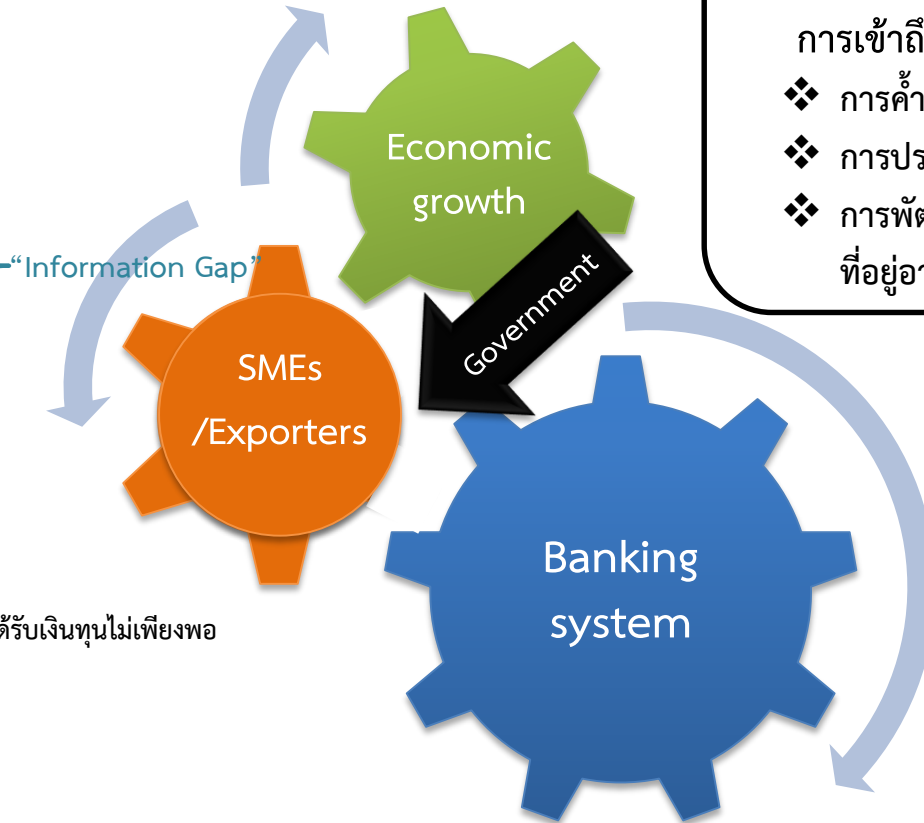 การเข้าถึ
❖ การค้ำ
❖ การปร
❖ การพัต
ที่อยู่อา
Economic
growth
"Information Gap"
Government
SMEs
/Exporters
Banking
system
ด้รับเงินทุนไม่เพียงพอ